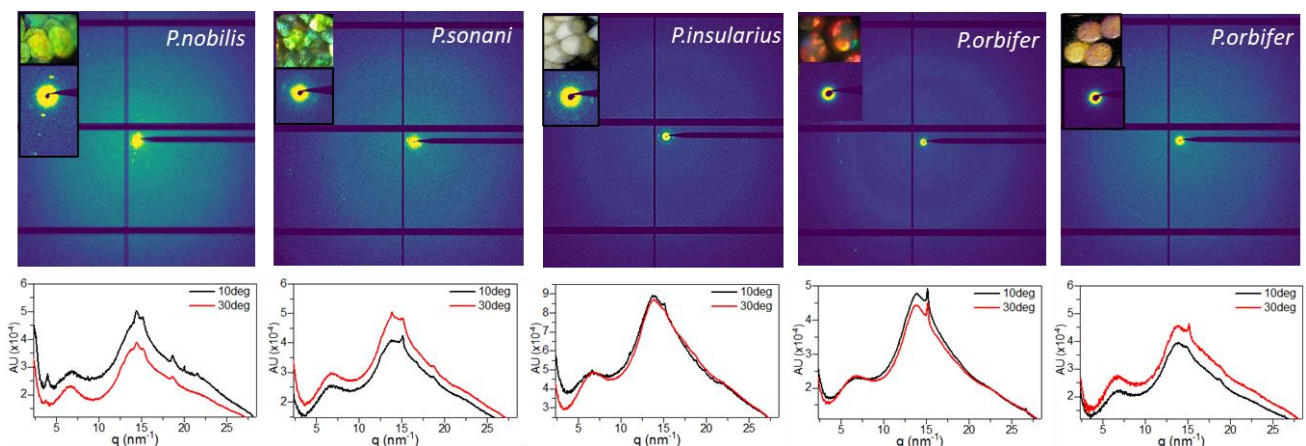 P.nobilis
P.sonani
P.insularius
P.orbifer
P.orbifer
6
5
4
3
2
AU (x10⁻⁴)
10deg
30deg
5 10 15 20 25
q (nm⁻¹)
6
5
4
3
2
AU (x10⁻⁴)
10deg
30deg
5 10 15 20 25
q (nm⁻¹)
9
8
7
6
5
4
3
AU (x10⁻⁴)
10deg
30deg
5 10 15 20 25
q (nm⁻¹)
5
4
3
2
AU (x10⁻⁴)
10deg
30deg
5 10 15 20 25
q (nm⁻¹)
6
5
4
3
2
AU (x10⁻⁴)
10deg
30deg
5 10 15 20 25
q (nm⁻¹)